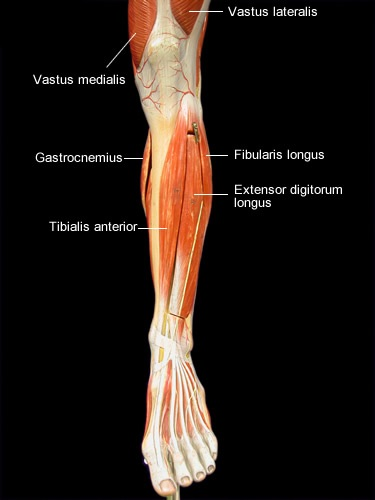 Vastus lateralis
Vastus medialis
Gastrocnemius
Fibularis longus
Extensor digitorum
longus
Tibialis anterior